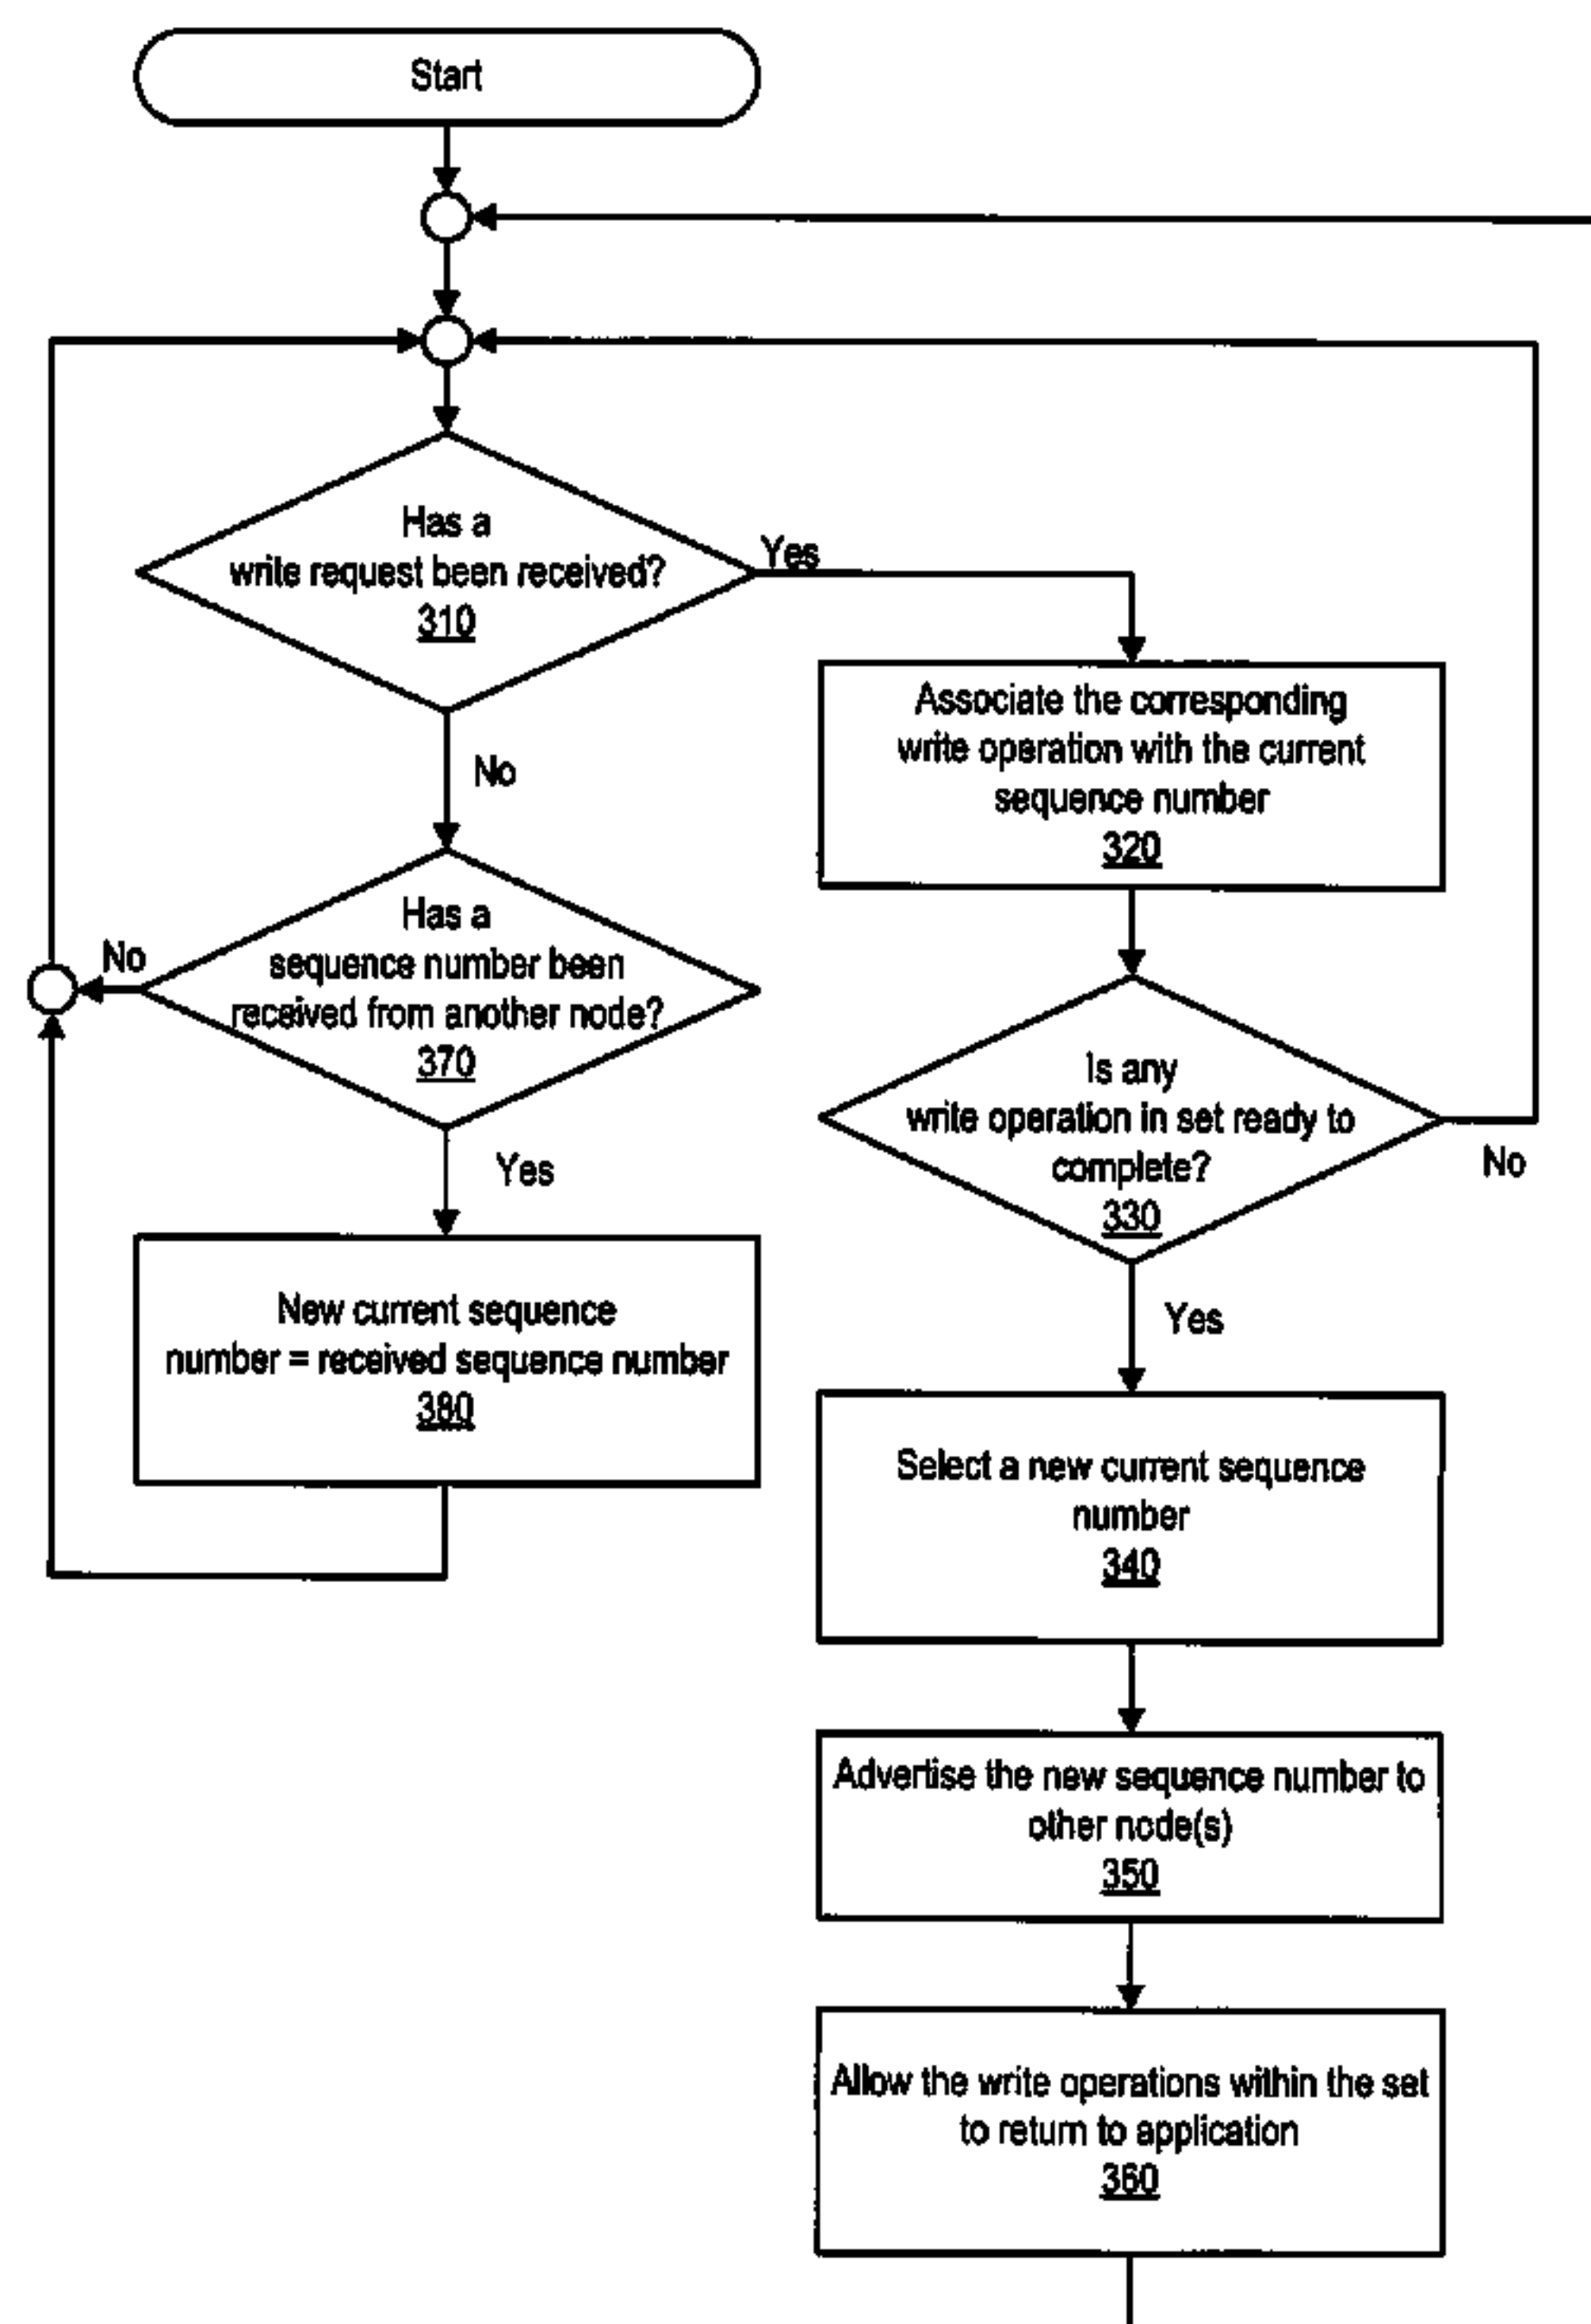 Start
Has a
write request been received?
310
Yes
No
Associate the corresponding
write operation with the current
sequence number
320
Has a
sequence number been
received from another node?
370
No
Yes
Is any
write operation in set ready to
complete?
330
No
Yes
New current sequence
number = received sequence number
380
Select a new current sequence
number
340
Advertise the new sequence number to
other node(s)
350
Allow the write operations within the set
to return to application
360